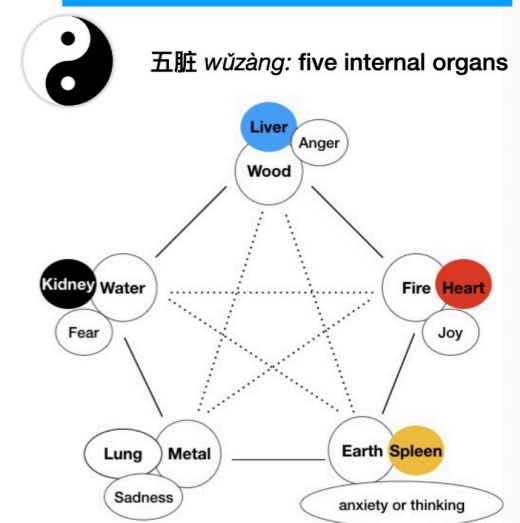 五脏 wǔzàng: five internal organs
Liver
Anger
Wood
Kidney Water
Fire Heart
Fear
Joy
Lung Metal
Earth Spleen
Sadness
anxiety or thinking